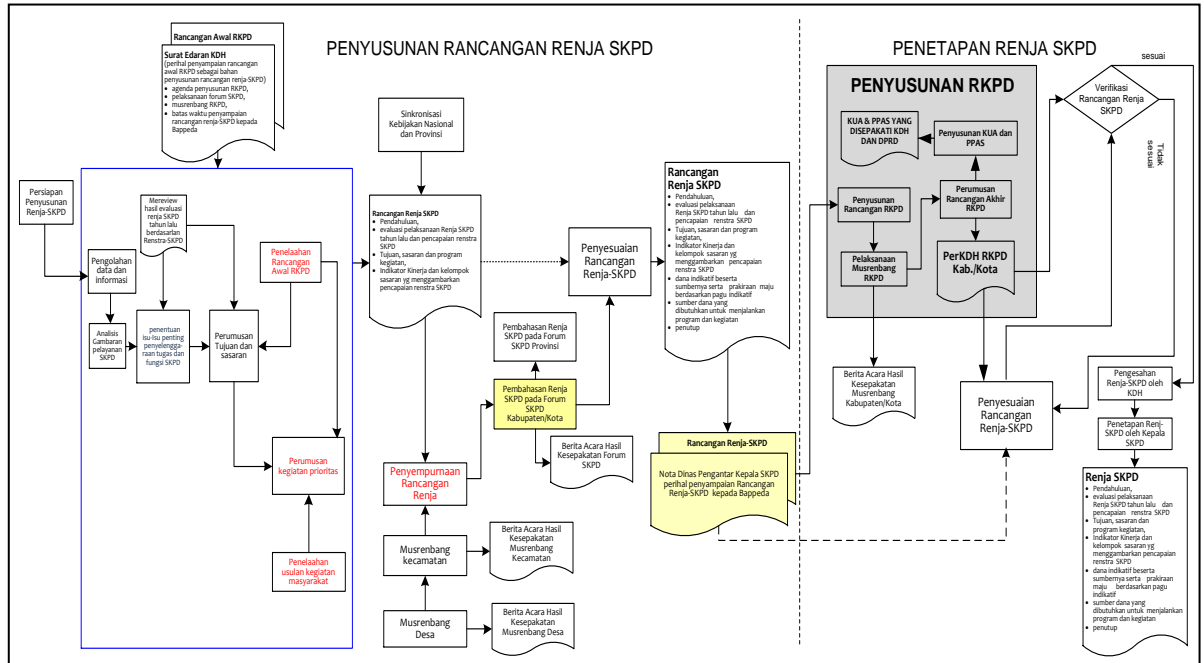 PENYUSUNAN RANCANGAN RENJA SKPD
PENETAPAN RENJA SKPD
Rancangan Awal RKPD
Surat Edaran KDH
(perihal penyampaian rancangan
awal RKPD sebagai bahan
penyusunan rancangan renja-SKPD)
• agenda penyusunan RKPD,
• pelaksanaan forum SKPD,
• musrenbang RKPD,
• batas waktu penyampaian
rancangan renja-SKPD kepada
Bappeda
Persiapan
Penyusunan
Renja-SKPD
Pengolahan
data dan
informasi
Analisis
Gambaran
pelayanan
SKPD
Mereview
hasil evaluasi
renja SKPD
tahun lalu
berdasarlan
Renstra-SKPD
penentuan
isu-isu penting
penyelengga-
raan tugas dan
fungsi SKPD
Perumusan
Tujuan dan
sasaran
Penelaahan
Rancangan
Awal RKPD
Perumusan
kegiatan prioritas
Penelaahan
usulan kegiatan
masyarakat
Sinkronisasi
Kebijakan Nasional
dan Provinsi
Rancangan Renja SKPD
• Pendahuluan,
• evaluasi pelaksanaan Renja SKPD
tahun lalu dan pencapaian renstra
SKPD
• Tujuan, sasaran dan program
kegiatan,
• Indikator Kinerja dan kelompok
sasaran yg menggambarkan
pencapaian renstra SKPD
Penyempurnaan
Rancangan
Renja
Musrenbang
kecamatan
Musrenbang
Desa
Berita Acara Hasil
Kesepakatan
Musrenbang
Kecamatan
Berita Acara Hasil
Kesepakatan
Musrenbang Desa
Pembahasan Renja
SKPD pada Forum
SKPD Provinsi
Pembahasan Renja
SKPD pada Forum
SKPD
Kabupaten/Kota
Berita Acara Hasil
Kesepakatan Forum
SKPD
Penyesuaian
Rancangan
Renja-SKPD
Rancangan
Renja SKPD
• Pendahuluan,
• evaluasi pelaksanaan
Renja SKPD tahun lalu dan
pencapaian renstra SKPD
• Tujuan, sasaran dan program
kegiatan,
• Indikator Kinerja dan
kelompok sasaran yg
menggambarkan pencapaian
renstra SKPD
• dana indikatif beserta
sumbernya serta prakiraan maju
berdasarkan pagu indikatif
• sumber dana yang
dibutuhkan untuk menjalankan
program dan kegiatan
• penutup
Rancangan Renja-SKPD
Nota Dinas Pengantar Kepala SKPD
perihal penyampaian Rancangan
Renja-SKPD kepada Bappeda
PENYUSUNAN RKPD
KUA & PPAS YANG
DISEPAKATI KDH
DAN DPRD
Penyusunan KUA dan
PPAS
Penyusunan
Rancangan RKPD
Perumusan
Rancangan Akhir
RKPD
Pelaksanaan
Musrenbang
RKPD
PerKDH RKPD
Kab./Kota
Berita Acara Hasil
Kesepakatan
Musrenbang
Kabupaten/Kota
Penyesuaian
Rancangan
Renja-SKPD
sesuai
Verifikasi
Rancangan Renja
SKPD
Tidak
sesuai
Pengesahan
Renja-SKPD oleh
KDH
Penetapan Renj-
SKPD oleh Kepala
SKPD
Renja SKPD
• Pendahuluan,
• evaluasi pelaksanaan
Renja SKPD tahun lalu dan
pencapaian renstra SKPD
• Tujuan, sasaran dan
program kegiatan,
• Indikator Kinerja dan
kelompok sasaran yg
menggambarkan pencapaian
renstra SKPD
• dana indikatif beserta
sumbernya serta prakiraan
maju berdasarkan pagu
indikatif
• sumber dana yang
dibutuhkan untuk menjalankan
program dan kegiatan
• penutup